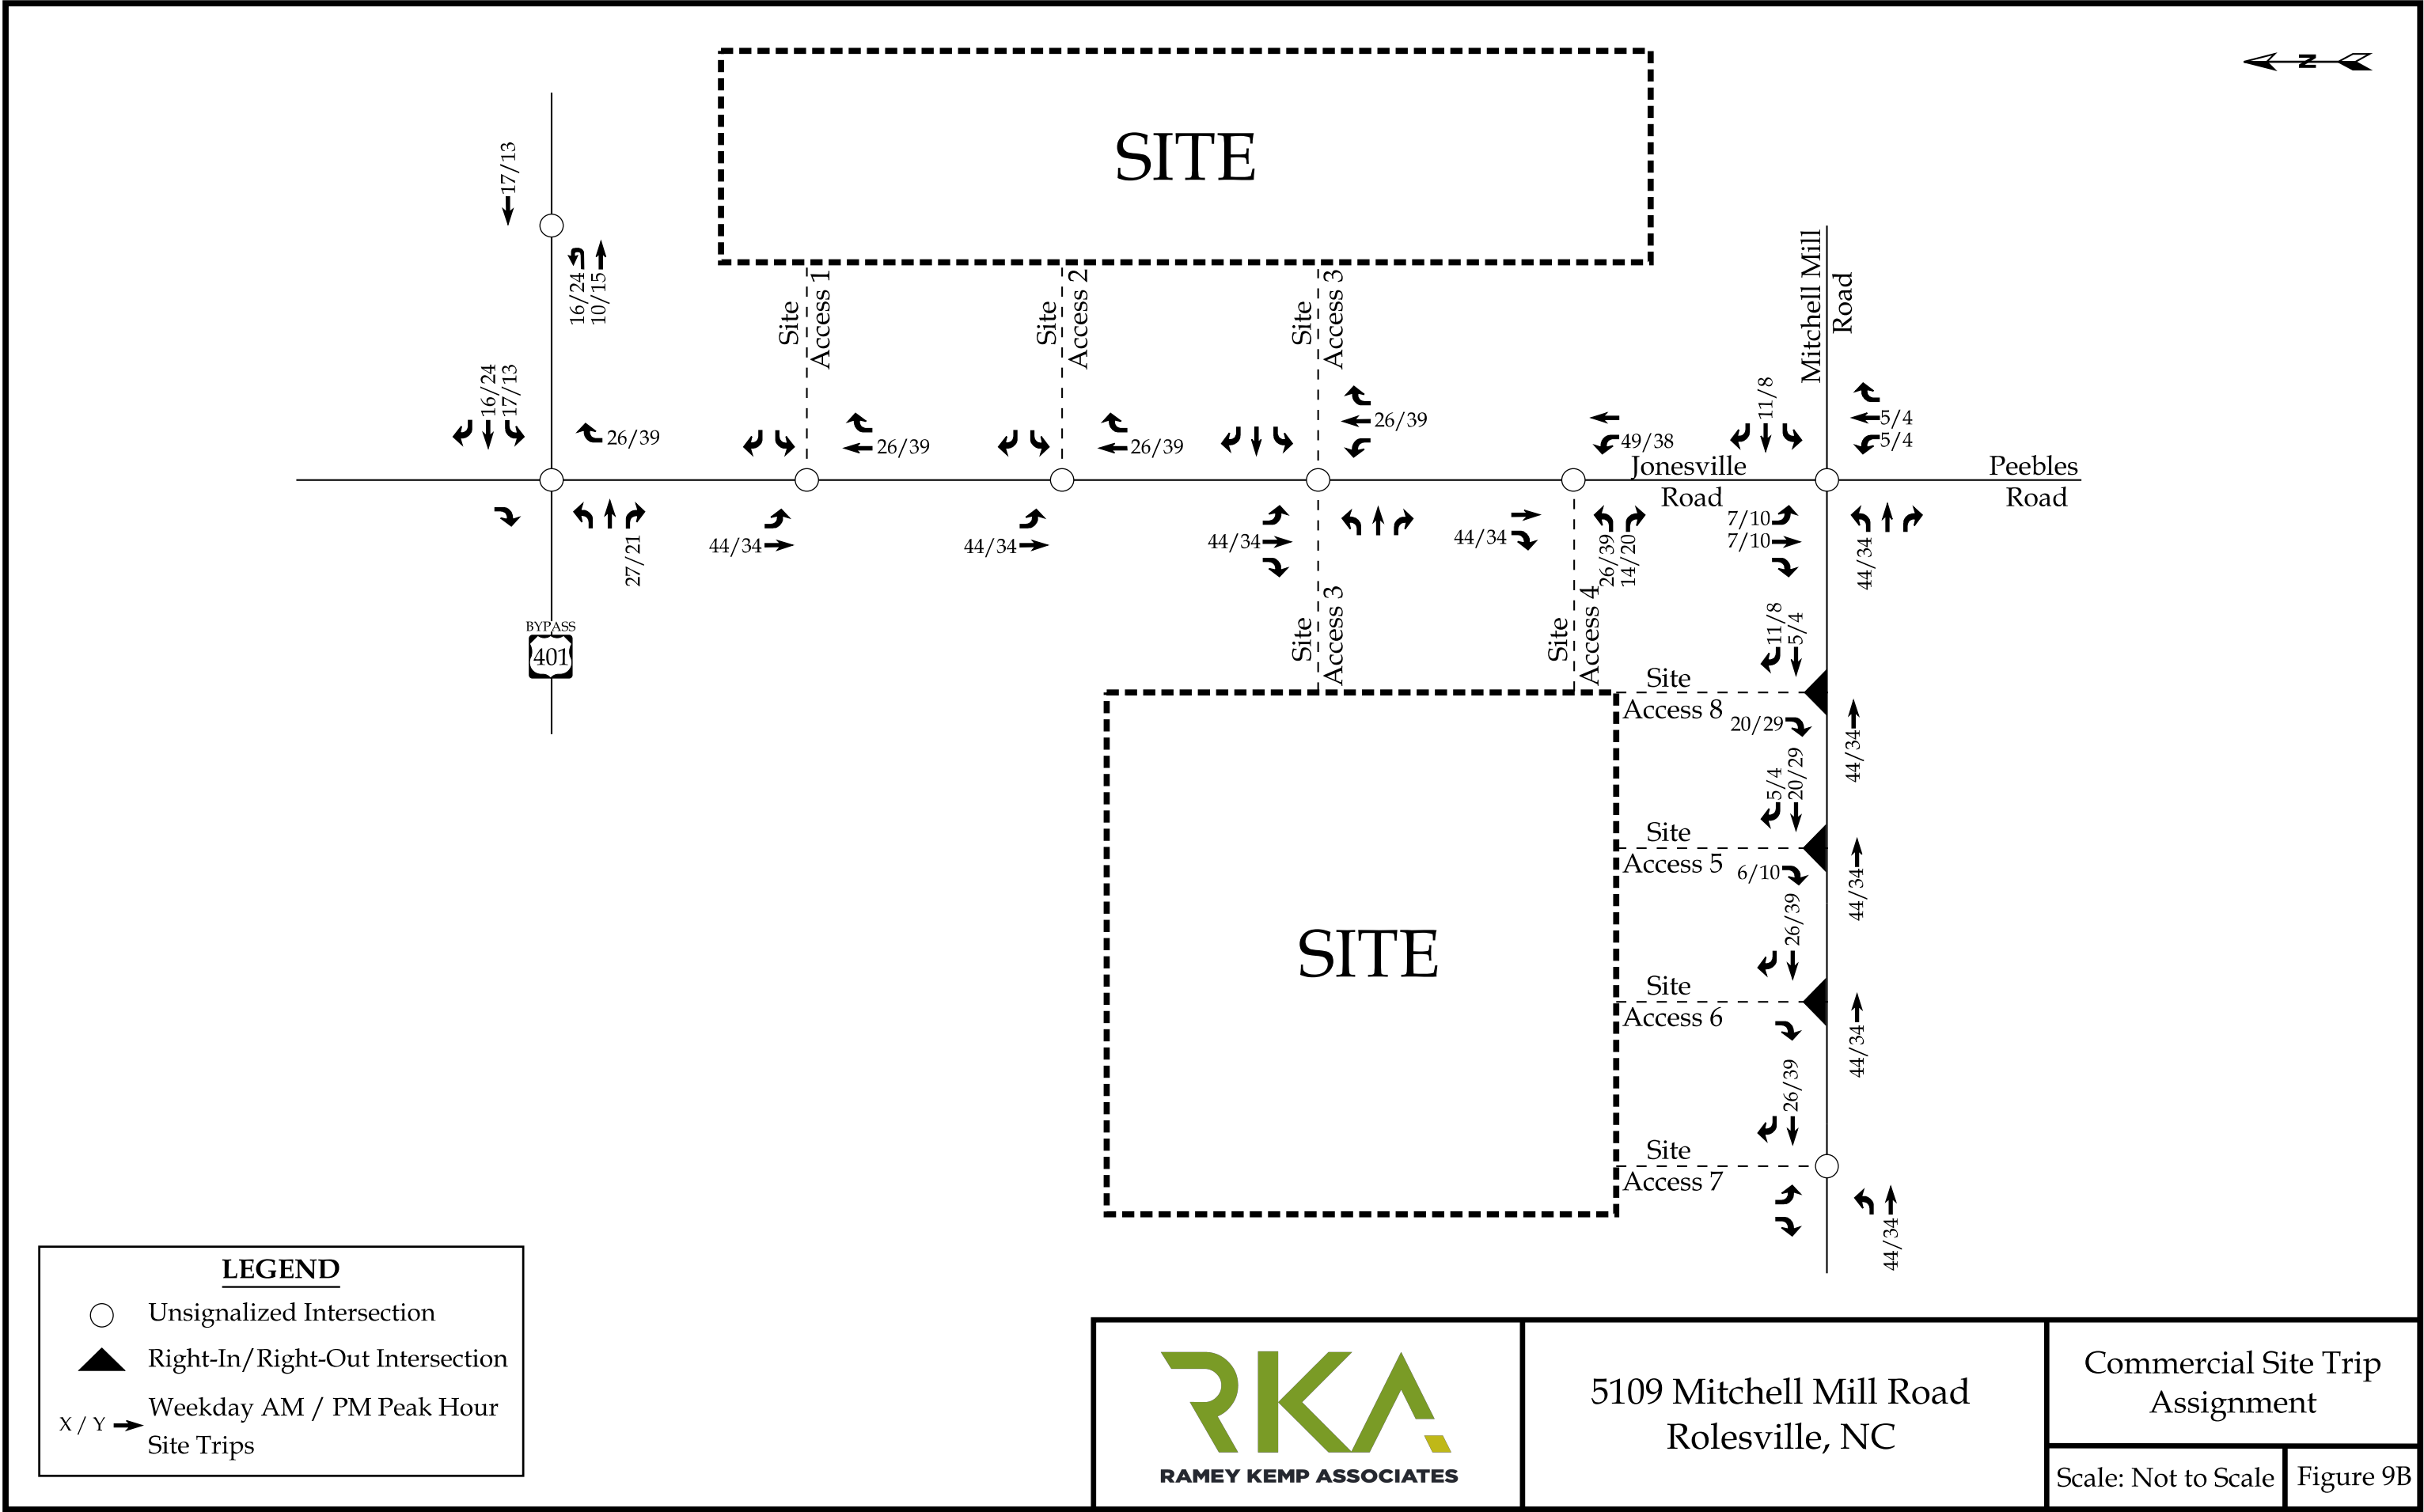 N
SITE
17/13
16/24
10/15
Site
Access 1
Site
Access 2
Site
Access 3
Mitchell Mill
Road
16/24
17/13
26/39
26/39
26/39
26/39
49/38
11/8
5/4
5/4
Jonesville
Road
Peebles
Road
27/21
44/34
44/34
44/34
44/34
26/39
14/20
7/10
7/10
44/34
BYPASS
401
Site
Access 3
Site
Access 4
11/8
5/4
Site
Access 8
20/29
44/34
5/4
20/29
Site
Access 5
6/10
44/34
SITE
26/39
Site
Access 6
44/34
26/39
Site
Access 7
44/34
LEGEND
Unsignalized Intersection
Right-In/Right-Out Intersection
X / Y
Weekday AM / PM Peak Hour
Site Trips
RKA
RAMEY KEMP ASSOCIATES
5109 Mitchell Mill Road
Rolesville, NC
Commercial Site Trip
Assignment
Scale: Not to Scale
Figure 9B